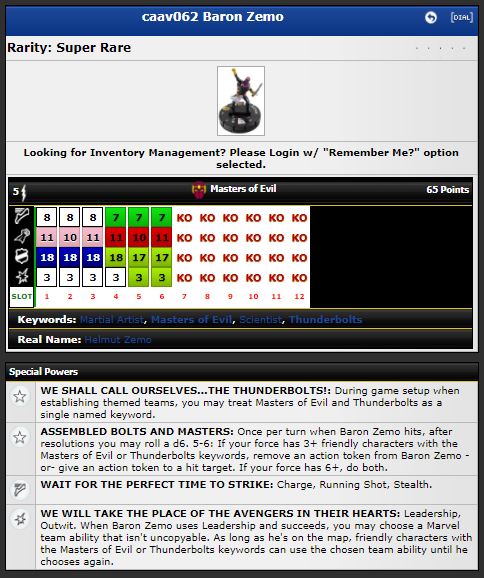 caav062 Baron Zemo
[DIAL]
Rarity: Super Rare
Looking for Inventory Management? Please Login w/ "Remember Me?" option
selected.
5 Masters of Evil 65 Points
8 8 8 7 7 7 KO KO KO KO KO KO
11 10 11 11 10 11 KO KO KO KO KO KO
18 18 18 18 17 17 KO KO KO KO KO KO
3 3 3 3 3 3 KO KO KO KO KO KO
SLOT 1 2 3 4 5 6 7 8 9 10 11 12
Keywords: Martial Artist, Masters of Evil, Scientist, Thunderbolts
Real Name: Helmut Zemo
Special Powers
WE SHALL CALL OURSELVES...THE THUNDERBOLTS!: During game setup when
establishing themed teams, you may treat Masters of Evil and Thunderbolts as a
single named keyword.
ASSEMBLED BOLTS AND MASTERS: Once per turn when Baron Zemo hits, after
resolutions you may roll a d6. 5-6: If your force has 3+ friendly characters with the
Masters of Evil or Thunderbolts keywords, remove an action token from Baron Zemo -
or- give an action token to a hit target. If your force has 6+, do both.
WAIT FOR THE PERFECT TIME TO STRIKE: Charge, Running Shot, Stealth.
WE WILL TAKE THE PLACE OF THE AVENGERS IN THEIR HEARTS: Leadership,
Outwit. When Baron Zemo uses Leadership and succeeds, you may choose a Marvel
team ability that isn't uncopyable. As long as he's on the map, friendly characters with
the Masters of Evil or Thunderbolts keywords can use the chosen team ability until he
chooses again.